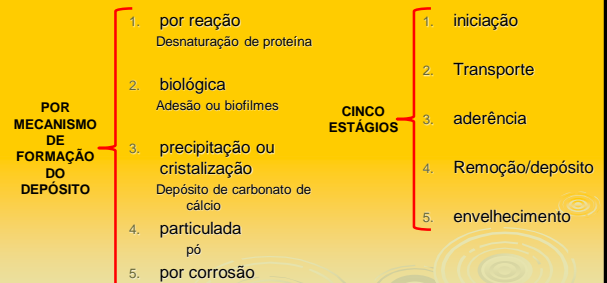 POR
MECANISMO
DE
FORMAÇÃO
DO
DEPÓSITO
1. por reação
Desnaturação de proteína
2. biológica
Adesão ou biofilmes
3. precipitação ou
cristalização
Depósito de carbonato de
cálcio
4. particulada
pó
5. por corrosão
CINCO
ESTÁGIOS
1. iniciação
2. Transporte
3. aderência
4. Remoção/depósito
5. envelhecimento